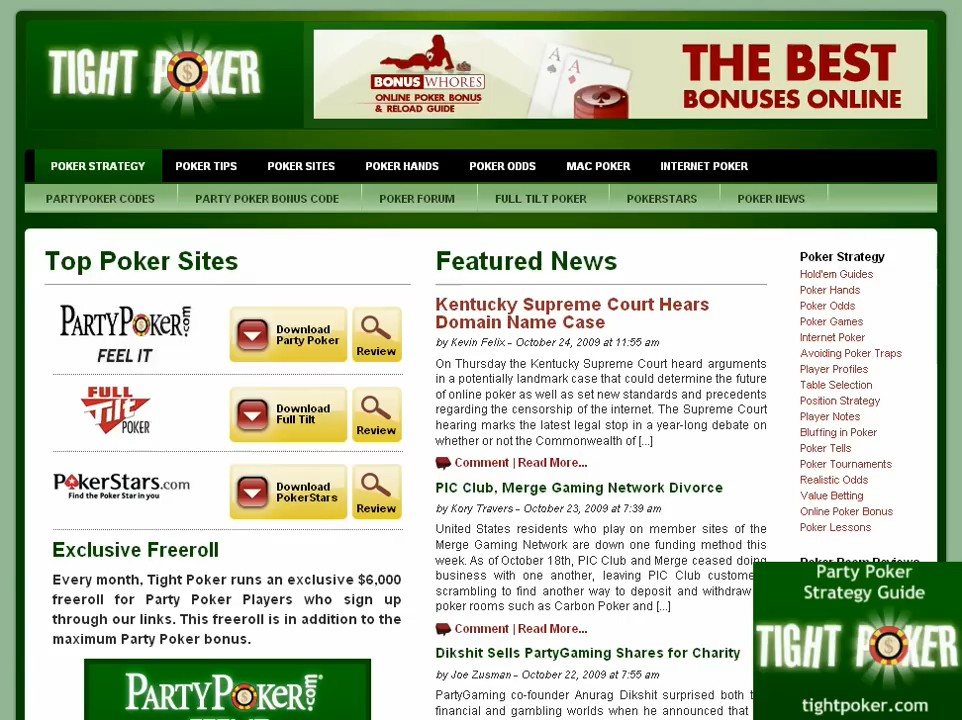 TIGHT POKER
BONUSWHORES
ONLINE POKER BONUS
& RELOAD GUIDE
A A
THE BEST
BONUSES ONLINE
POKER STRATEGY POKER TIPS POKER SITES POKER HANDS POKER ODDS MAC POKER INTERNET POKER
PARTYPOKER CODES PARTY POKER BONUS CODE POKER FORUM FULL TILT POKER POKERSTARS POKER NEWS
Top Poker Sites
PARTYPOKER.com
FEEL IT
Download
Party Poker
Review
FULL
TILT
POKER
Download
Full Tilt
Review
POKERSTARS.com
Find the Poker Star in you
Download
PokerStars
Review
Exclusive Freeroll
Every month, Tight Poker runs an exclusive $6,000
freeroll for Party Poker Players who sign up
through our links. This freeroll is in addition to the
maximum Party Poker bonus.
PARTYPOKER.com
Featured News
Kentucky Supreme Court Hears
Domain Name Case
by Kevin Felix - October 24, 2009 at 11:55 am
On Thursday the Kentucky Supreme Court heard arguments
in a potentially landmark case that could determine the future
of online poker as well as set new standards and precedents
regarding the censorship of the internet. The Supreme Court
hearing marks the latest legal stop in a year-long debate on
whether or not the Commonwealth of [...]
Comment | Read More...
PIC Club, Merge Gaming Network Divorce
by Kory Travers - October 23, 2009 at 7:39 am
United States residents who play on member sites of the
Merge Gaming Network are down one funding method this
week. As of October 18th, PIC Club and Merge ceased doing
business with one another, leaving PIC Club custome
scrambling to find another way to deposit and withdraw
poker rooms such as Carbon Poker and [...]
Comment | Read More...
Dikshit Sells PartyGaming Shares for Charity
by Joe Zusman - October 22, 2009 at 7:55 am
PartyGaming co-founder Anurag Dikshit surprised both t
financial and gambling worlds when he announced that
Poker Strategy
Hold'em Guides
Poker Hands
Poker Odds
Poker Games
Internet Poker
Avoiding Poker Traps
Player Profiles
Table Selection
Position Strategy
Player Notes
Bluffing in Poker
Poker Tells
Poker Tournaments
Realistic Odds
Value Betting
Online Poker Bonus
Poker Lessons
Poker Room Reviews
Party Poker
Strategy Guide
TIGHT POKER
tightpoker.com